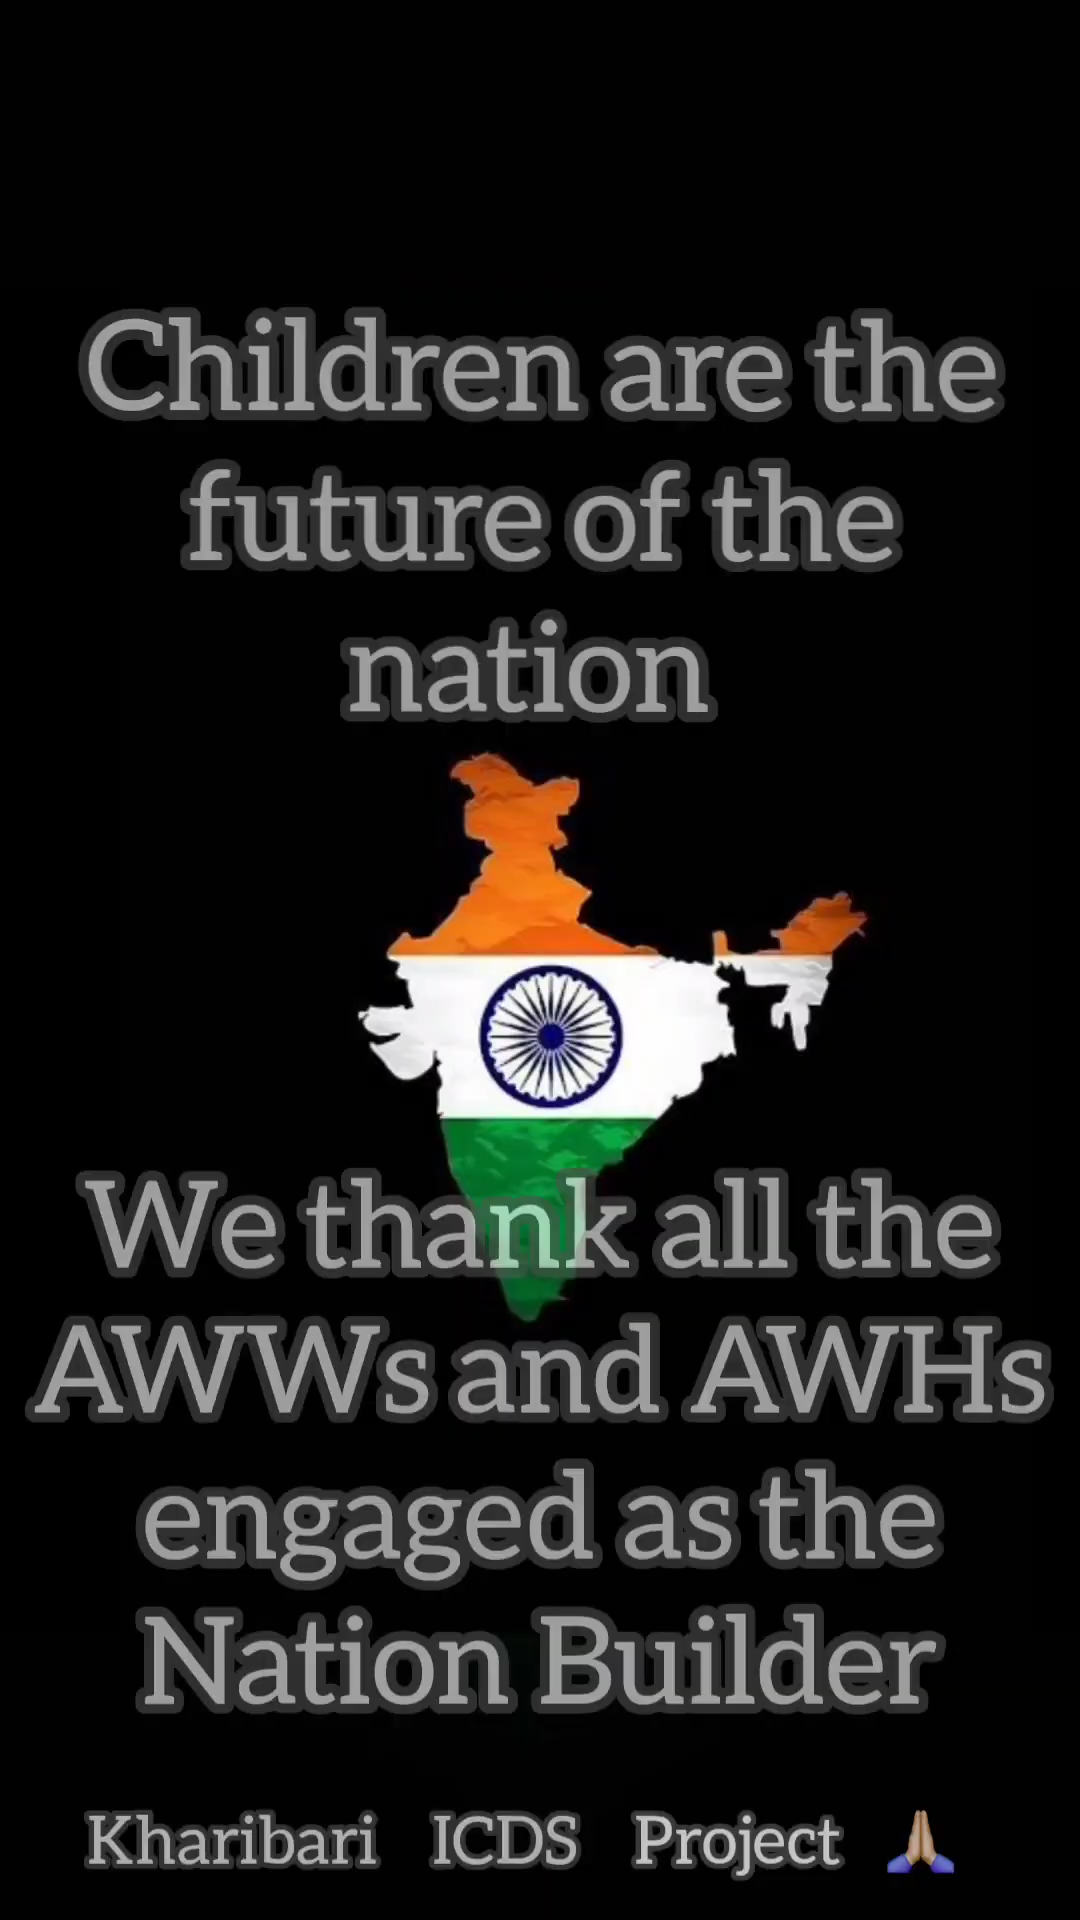 Children are the
future of the
nation
We thank all the
AWWs and AWHs
engaged as the
Nation Builder
Kharibari ICDS Project 🙏🏽